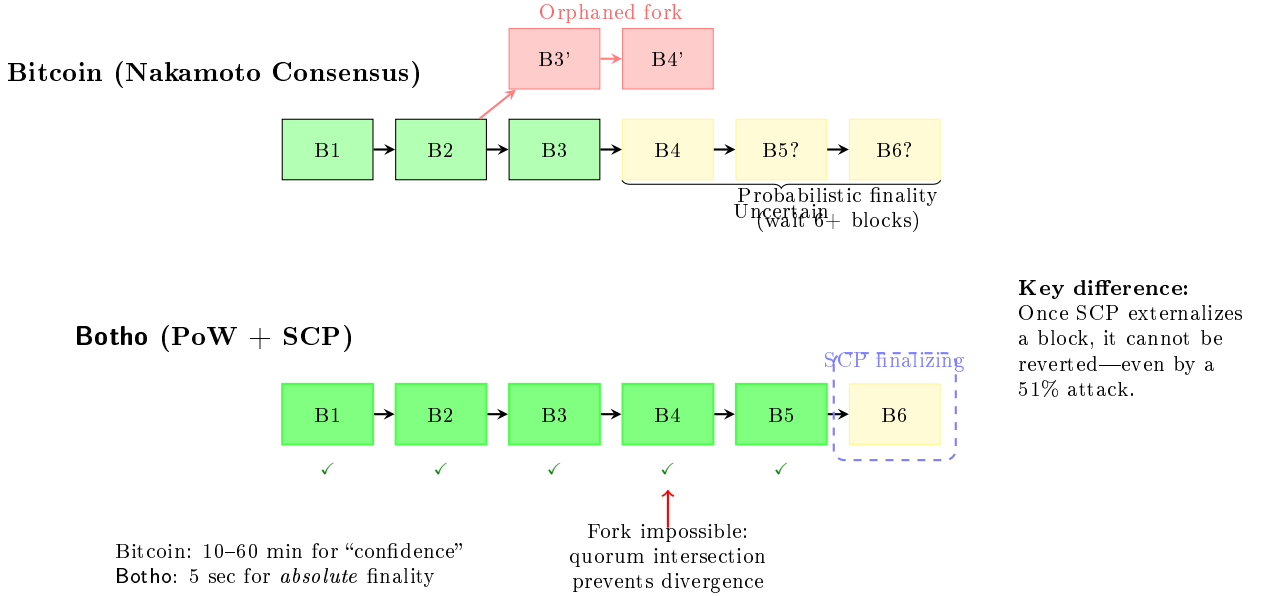 Orphaned fork
B3' B4'
Bitcoin (Nakamoto Consensus)
B1 B2 B3 B4 B5? B6?
Probabilistic finality
Uncertain
(wait 6+ blocks)
Key difference:
Once SCP externalizes
a block, it cannot be
reverted—even by a
51% attack.
Botho (PoW + SCP)
SCP finalizing
B1 B2 B3 B4 B5 B6
✓ ✓ ✓ ✓ ✓
Fork impossible:
quorum intersection
prevents divergence
Bitcoin: 10–60 min for “confidence”
Botho: 5 sec for absolute finality